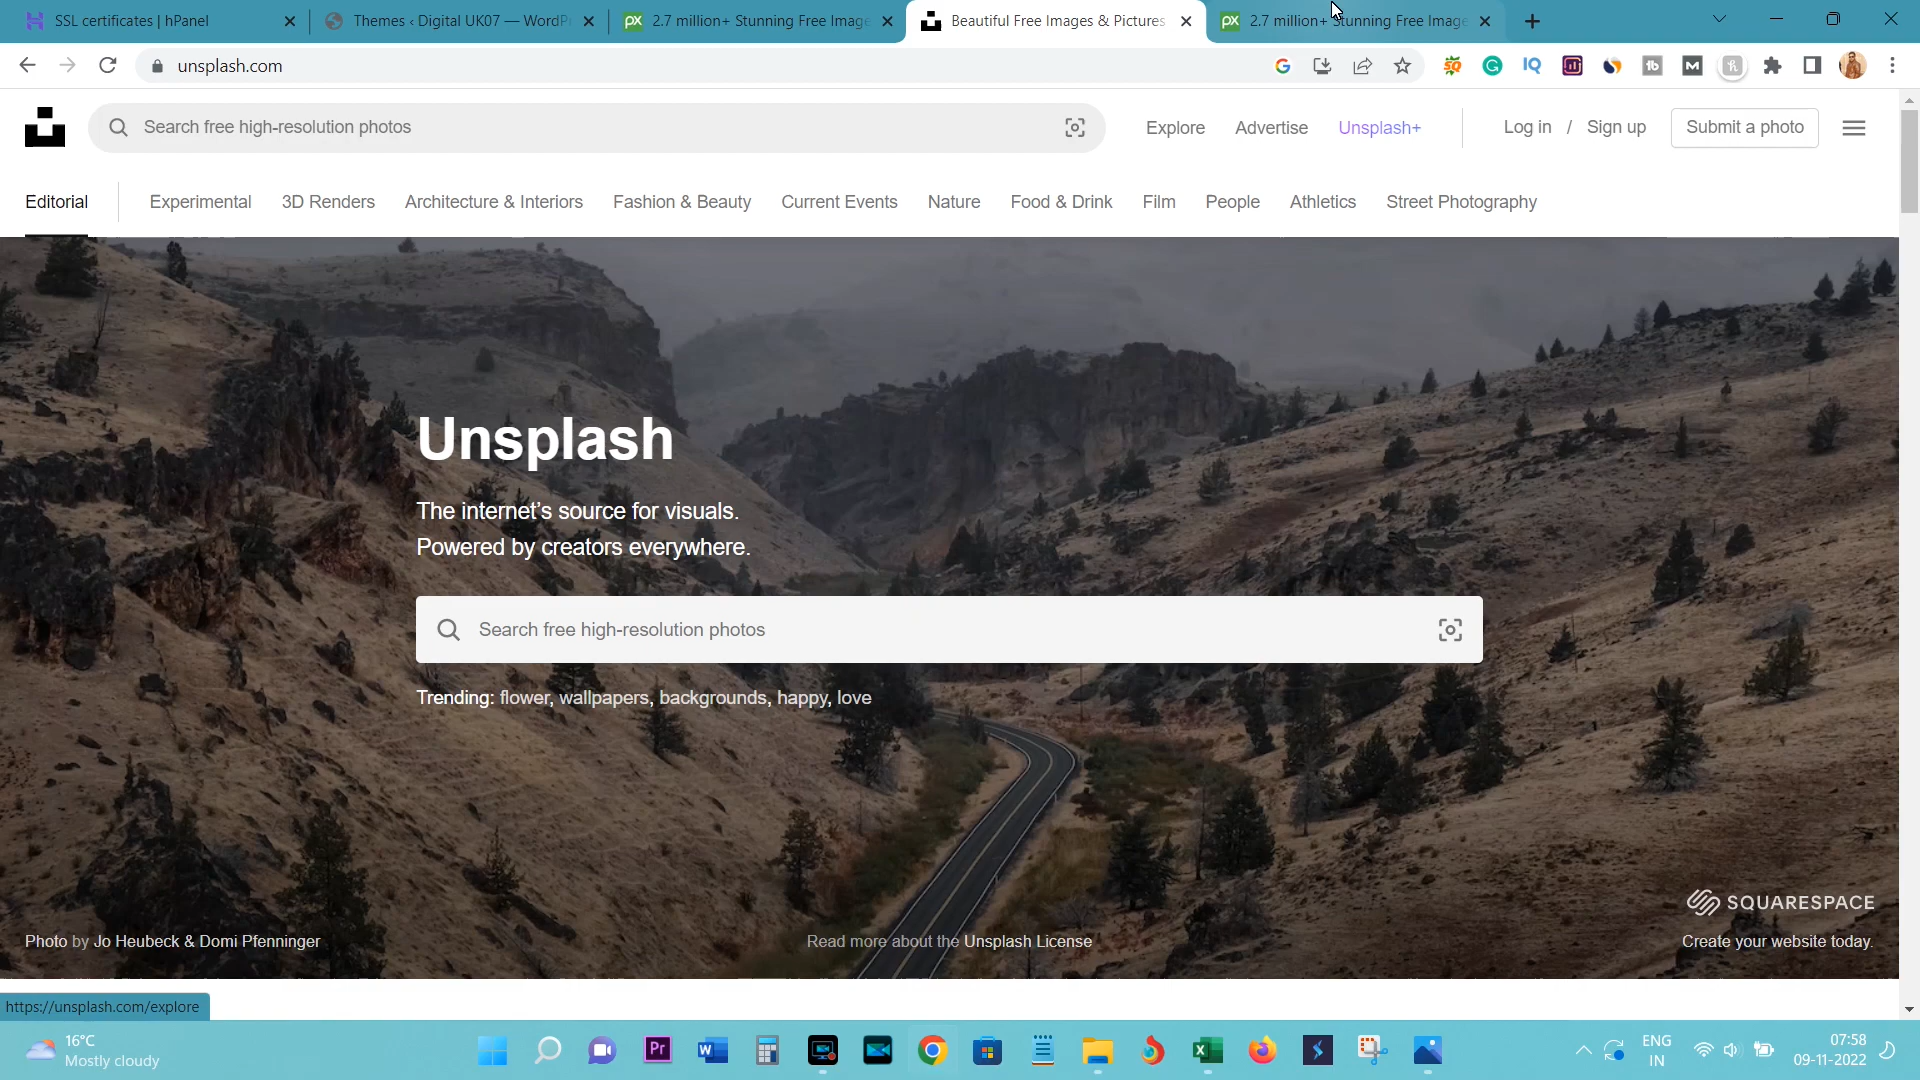 SSL certificates | hPanel
Themes ‹ Digital UK07 — WordP
2.7 million+ Stunning Free Image
Beautiful Free Images & Pictures
2.7 million+ Stunning Free Image
unsplash.com
Search free high-resolution photos
Explore
Advertise
Unsplash+
Log in / Sign up
Submit a photo
Editorial
Experimental
3D Renders
Architecture & Interiors
Fashion & Beauty
Current Events
Nature
Food & Drink
Film
People
Athletics
Street Photography
Unsplash
The internet's source for visuals.
Powered by creators everywhere.
Search free high-resolution photos
Trending: flower, wallpapers, backgrounds, happy, love
SQUARESPACE
Photo by Jo Heubeck & Domi Pfenninger
Read more about the Unsplash License
Create your website today.
https://unsplash.com/explore
16°C
Mostly cloudy
ENG
IN
07:58
09-11-2022